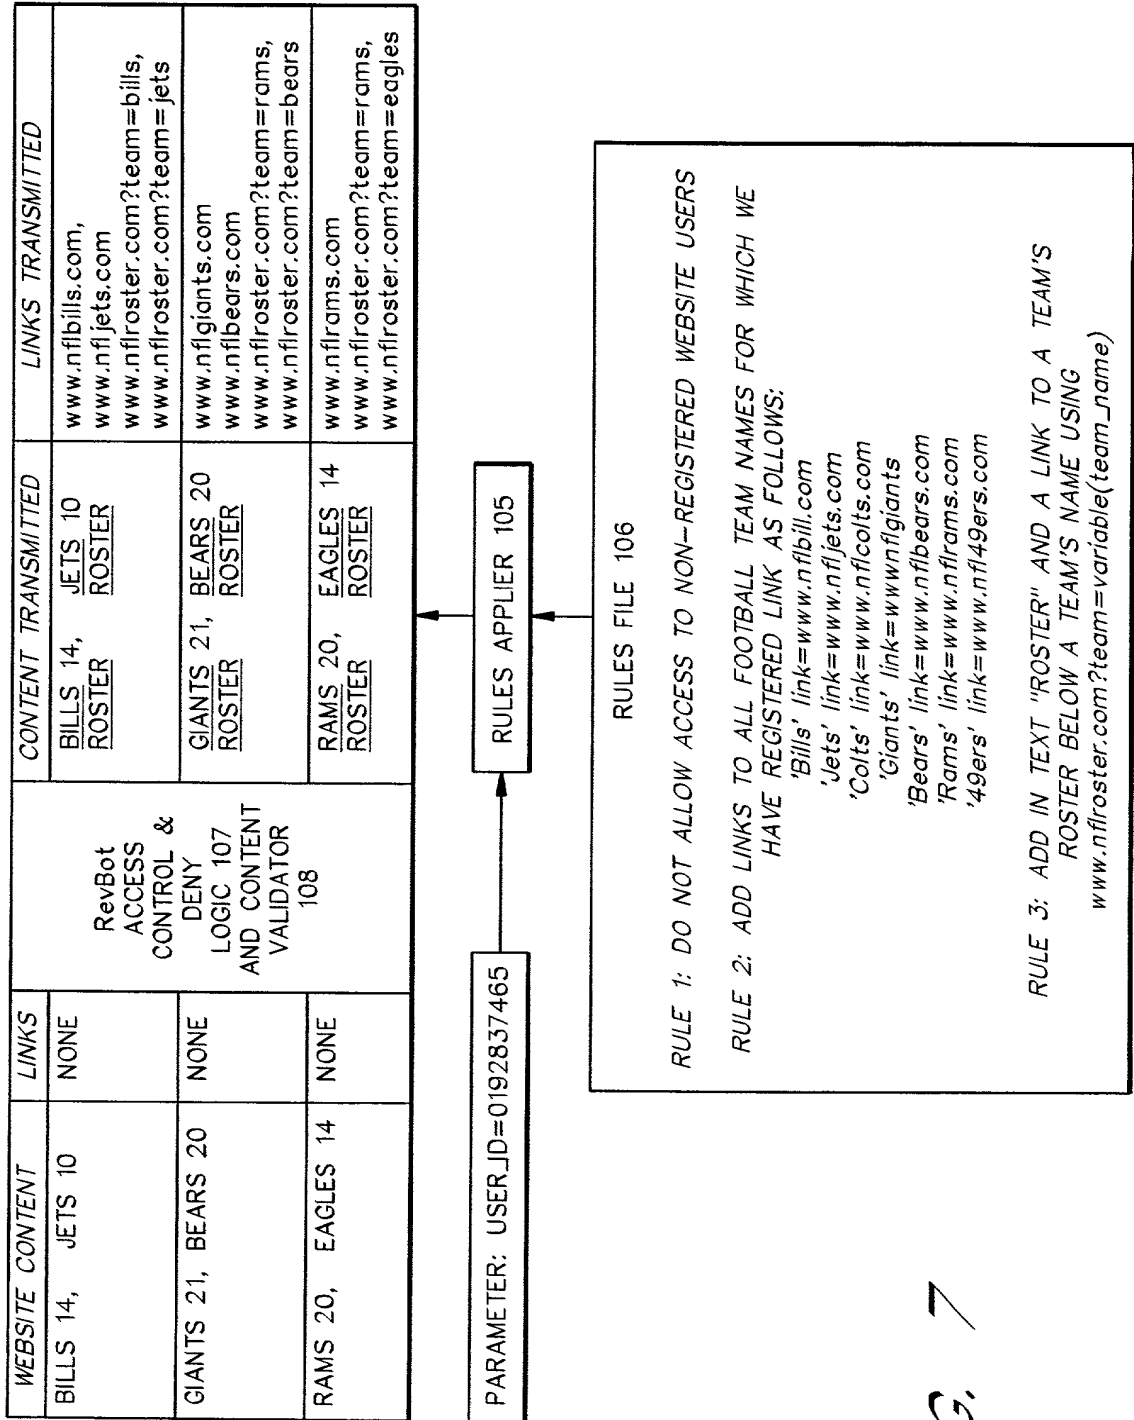 WEBSITE CONTENT LINKS CONTENT TRANSMITTED LINKS TRANSMITTED
BILLS 14, JETS 10 NONE
RevBot
ACCESS
CONTROL &
DENY
LOGIC 107
AND CONTENT
VALIDATOR
108
BILLS 14, JETS 10
ROSTER ROSTER
www.nflbills.com,
www.nfljets.com
www.nflroster.com?team=bills,
www.nflroster.com?team=jets
GIANTS 21, BEARS 20 NONE
GIANTS 21, BEARS 20
ROSTER ROSTER
www.nflgiants.com
www.nflbears.com
www.nflroster.com?team=rams,
www.nflroster.com?team=bears
RAMS 20, EAGLES 14 NONE
RAMS 20, EAGLES 14
ROSTER ROSTER
www.nflrams.com
www.nflroster.com?team=rams,
www.nflroster.com?team=eagles
PARAMETER: USER_ID=0192837465
RULES APPLIER 105
RULES FILE 106
RULE 1: DO NOT ALLOW ACCESS TO NON-REGISTERED WEBSITE USERS
RULE 2: ADD LINKS TO ALL FOOTBALL TEAM NAMES FOR WHICH WE
HAVE REGISTERED LINK AS FOLLOWS:
'Bills' link=www.nflbill.com
'Jets' link=www.nfljets.com
'Colts' link=www.nflcolts.com
'Giants' link=wwwnflgiants
'Bears' link=www.nflbears.com
'Rams' link=www.nflrams.com
'49ers' link=www.nfl49ers.com
RULE 3: ADD IN TEXT "ROSTER" AND A LINK TO A TEAM'S
ROSTER BELOW A TEAM'S NAME USING
www.nflroster.com?team=variable(team_name)
G. 7